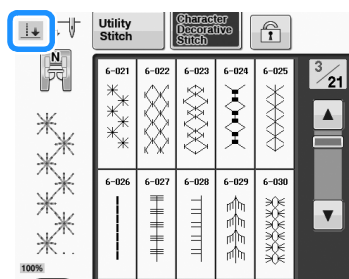 Utility
Stitch
Character
Decorative
Stitch
N
6-021 6-022 6-023 6-024 6-025
3/21
6-026 6-027 6-028 6-029 6-030
100%